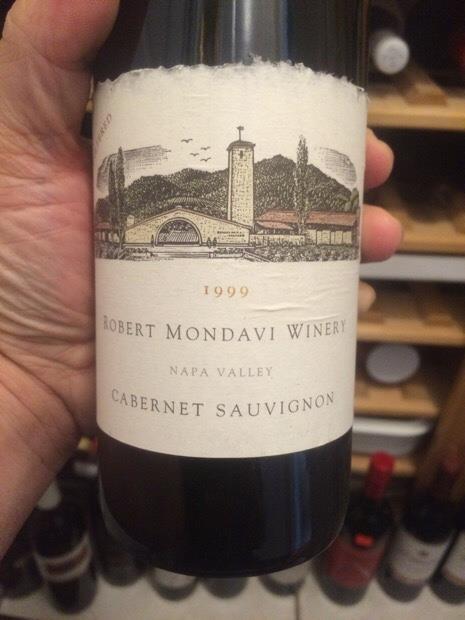 1999
ROBERT MONDAVI WINERY
NAPA VALLEY
CABERNET SAUVIGNON